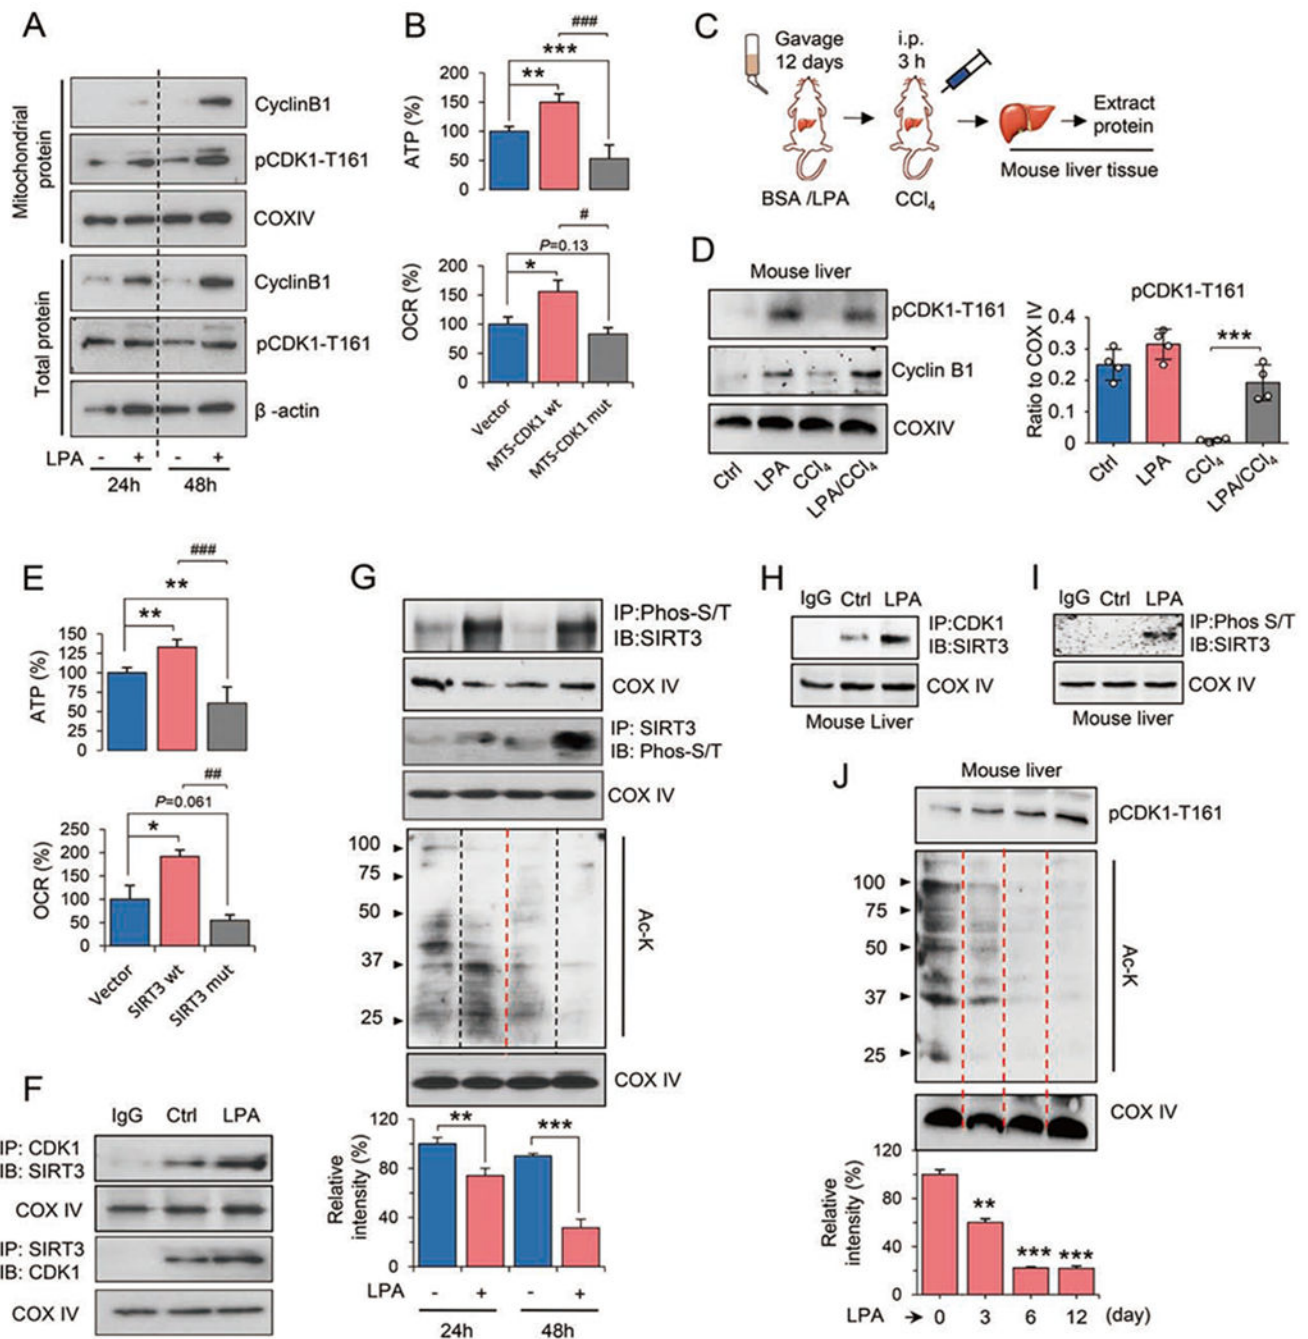 A
Mitochondrial
protein
CyclinB1
pCDK1-T161
COXIV
Total protein
CyclinB1
pCDK1-T161
β -actin
LPA - + - +
24h 48h
B
###
***
**
ATP (%)
200
150
100
50
0
#
P=0.13
*
OCR (%)
200
150
100
50
0
Vector
MTS-CDK1 wt
MTS-CDK1 mut
C
Gavage
12 days
i.p.
3 h
BSA /LPA
CCl4
Extract
protein
Mouse liver tissue
D
Mouse liver
pCDK1-T161
Cyclin B1
COXIV
Ctrl
LPA
CCl4
LPA/CCl4
pCDK1-T161
Ratio to COX IV
0.4
0.3
0.2
0.1
0
***
Ctrl
LPA
CCl4
LPA/CCl4
E
###
**
**
ATP (%)
150
125
100
75
50
25
0
##
P=0.061
*
OCR (%)
250
200
150
100
50
0
Vector
SIRT3 wt
SIRT3 mut
F
IgG Ctrl LPA
IP: CDK1
IB: SIRT3
COX IV
IP: SIRT3
IB: CDK1
COX IV
G
IP:Phos-S/T
IB:SIRT3
COX IV
IP: SIRT3
IB: Phos-S/T
COX IV
100
75
50
37
25
Ac-K
COX IV
Relative
intensity (%)
120
80
40
0
**
***
LPA - + - +
24h 48h
H
IgG Ctrl LPA
IP:CDK1
IB:SIRT3
COX IV
Mouse Liver
I
IgG Ctrl LPA
IP:Phos S/T
IB:SIRT3
COX IV
Mouse liver
J
Mouse liver
pCDK1-T161
100
75
50
37
25
Ac-K
COX IV
Relative
intensity (%)
120
80
40
0
**
***
***
LPA → 0 3 6 12 (day)